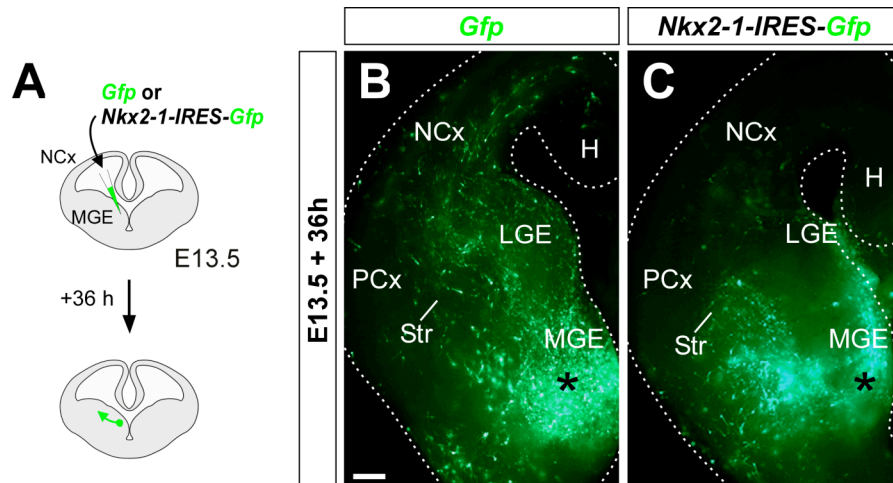 A
Gfp or
Nkx2-1-IRES-Gfp
NCx
MGE
E13.5
+36 h
E13.5 + 36h
Gfp
B
NCx
H
LGE
PCx
Str
MGE
*
Nkx2-1-IRES-Gfp
C
NCx
H
LGE
PCx
Str
MGE
*